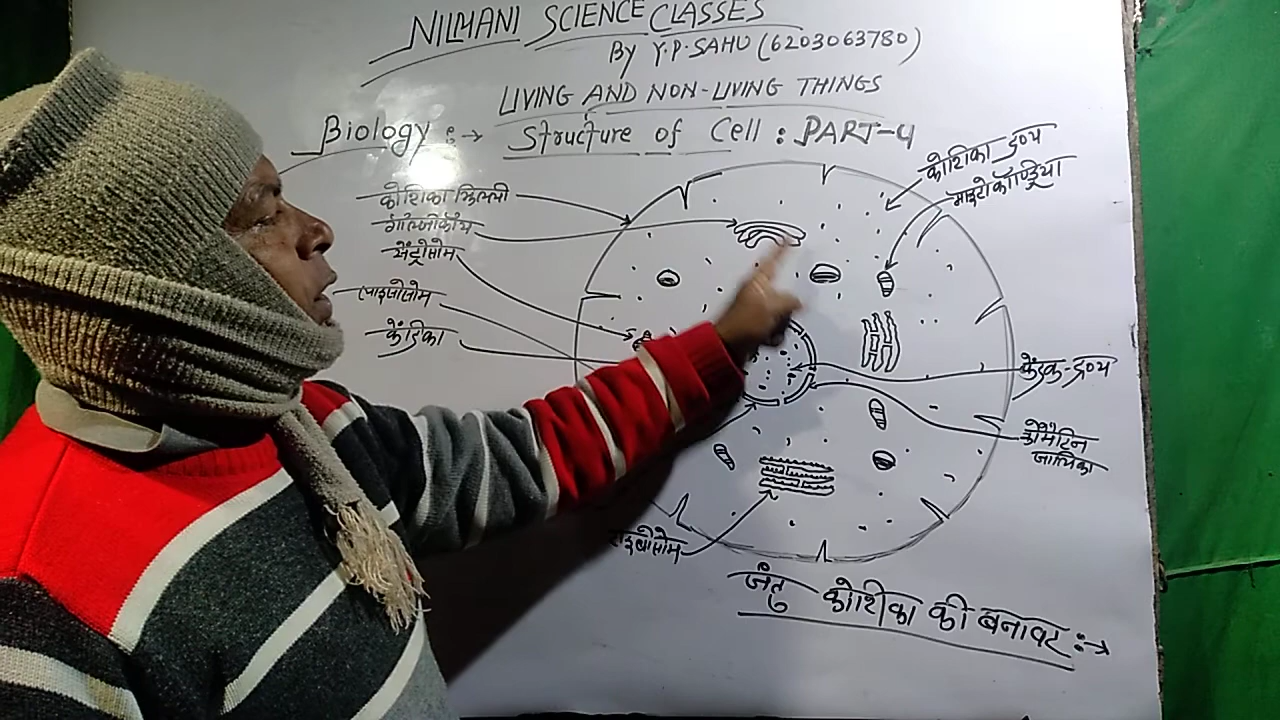 NILMANI SCIENCE CLASSES
By Y.P. SAHU (6203063780)
LIVING AND NON-LIVING THINGS
Biology :→ Structure of Cell : PART-4
कोशिका झिल्ली
गॉल्जीकॉय
सेंट्रोसोम
लाइसोसोम
केंद्रिका
कोशिका द्रव्य
माइटोकॉण्ड्रिया
केंद्रक-द्रव्य
क्रोमेटिन
जालिका
राइबोसोम
जंतु कोशिका की बनावट :→